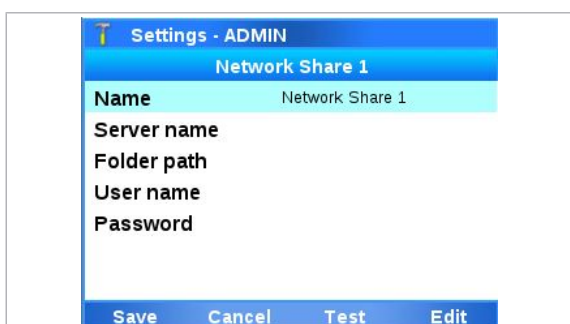 Settings - ADMIN
Network Share 1
Name Network Share 1
Server name
Folder path
User name
Password
Save Cancel Test Edit